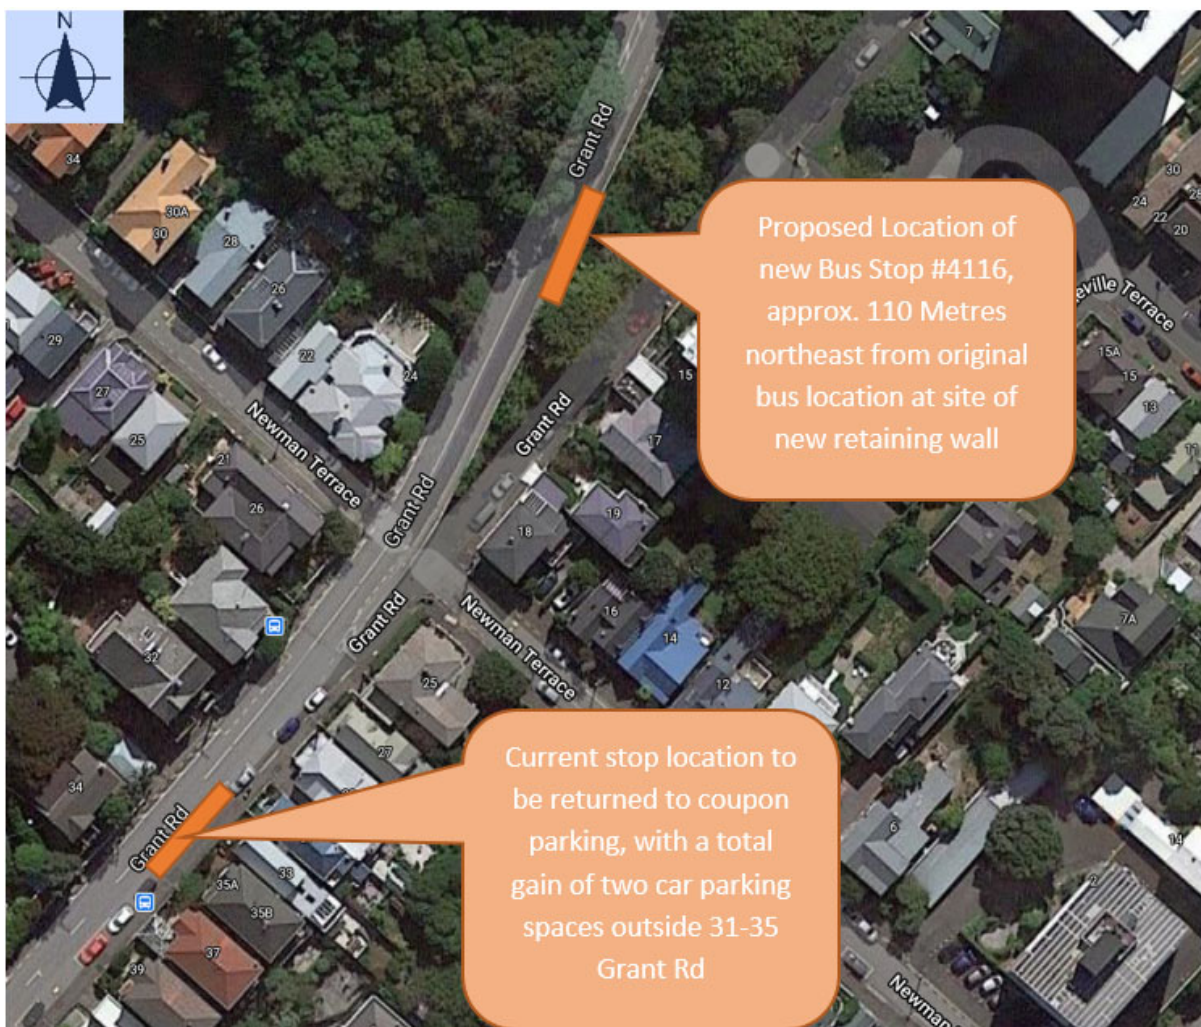 N
7
Grant Rd
34
30A
30
28
26
29
22
24
27
25
21
26
Newman Terrace
Grant Rd
Grant Rd
15
17
18
19
Proposed Location of
new Bus Stop #4116,
approx. 110 Metres
northeast from original
bus location at site of
new retaining wall
30
24
22
20
eville Terrace
15A
15
13
11
7A
Grant Rd
Newman Terrace
16
14
12
25
32
27
34
Grant Rd
33
35A
35B
37
39
Current stop location to
be returned to coupon
parking, with a total
gain of two car parking
spaces outside 31-35
Grant Rd
6
14
2
Newman